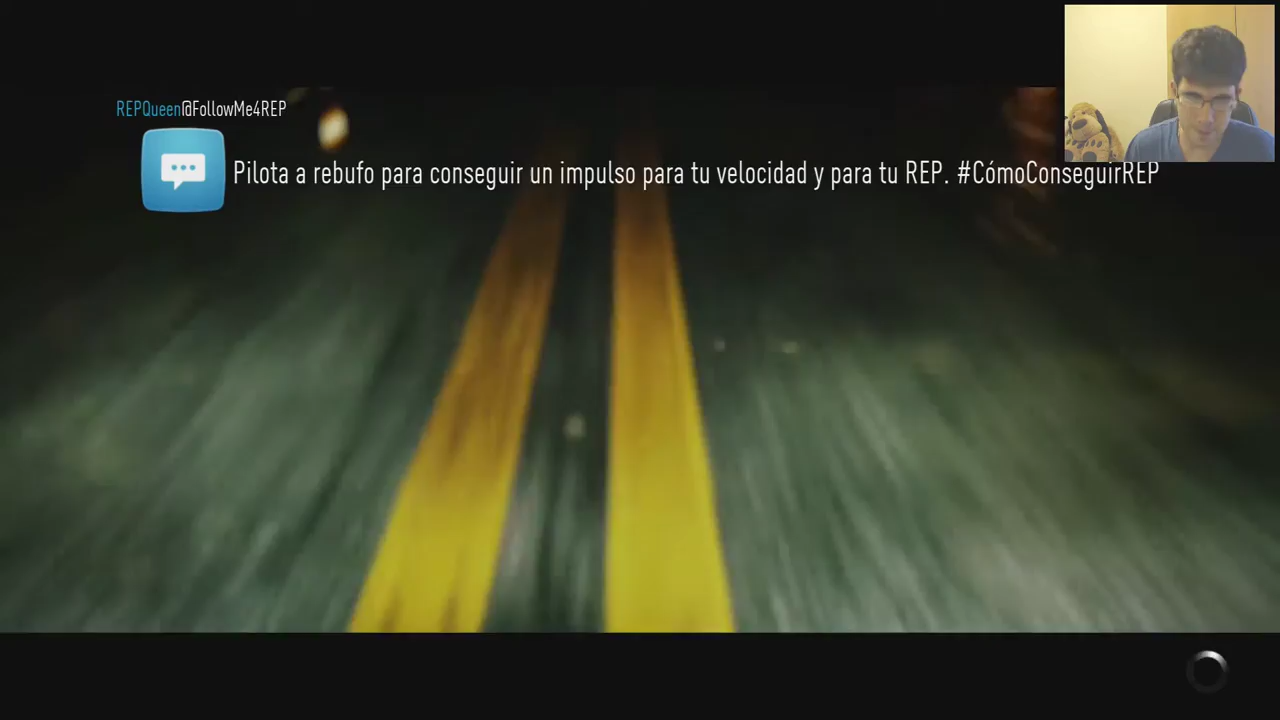 REPQueen@FollowMe4REP
Pilota a rebufo para conseguir un impulso para tu velocidad y para tu REP. #CómoConseguirREP